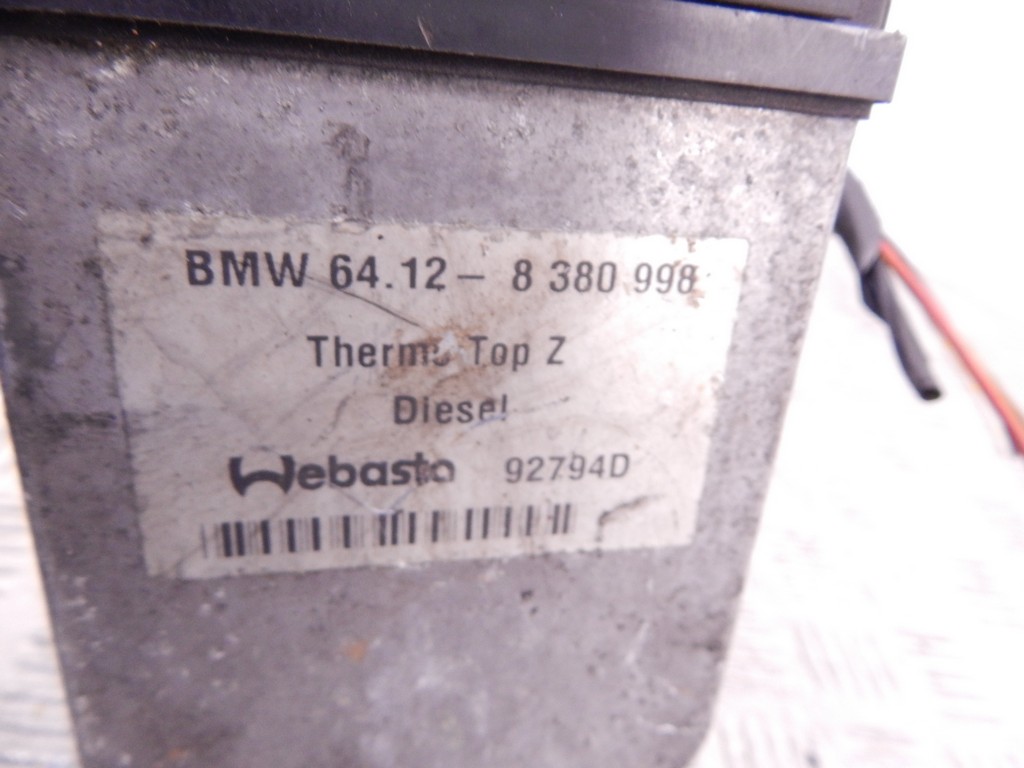 BMW 64.12 - 8 380 998
Thermo Top Z
Diesel
Webasto 92794D